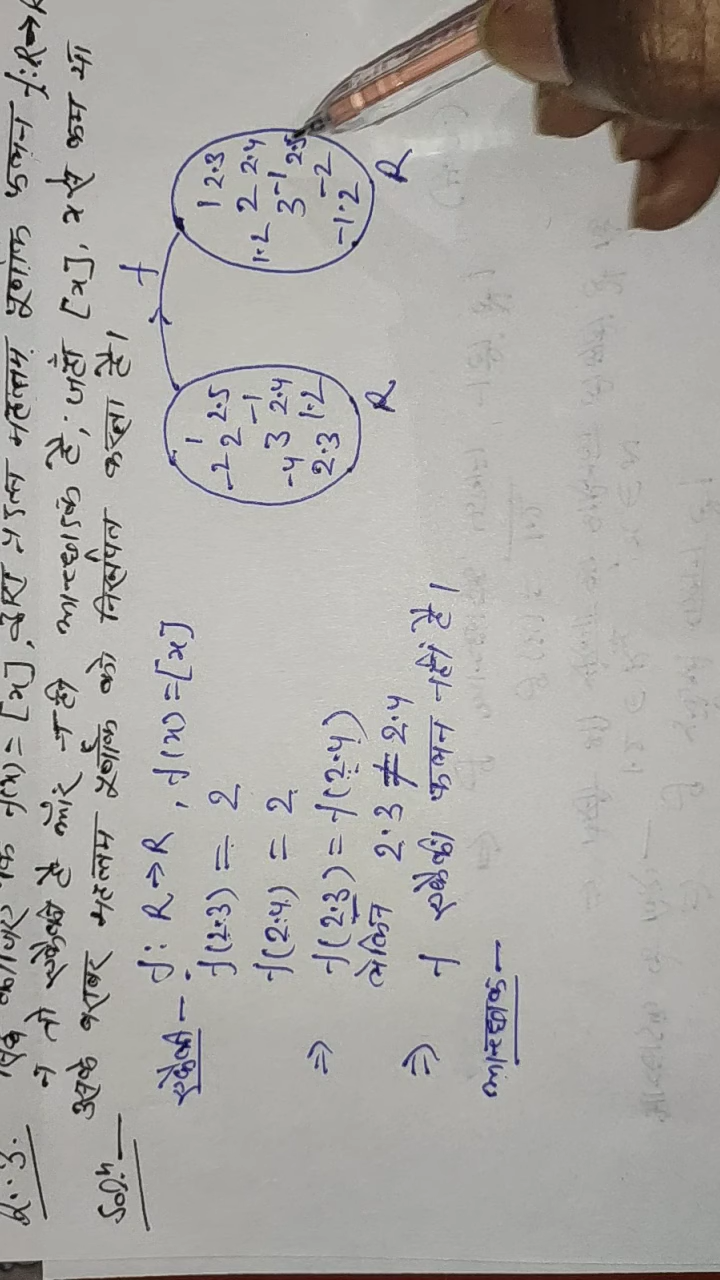 Q.3. सिद्ध कीजिए कि f(x) = [x], द्वारा प्रदत्त महत्तम पूर्णांक फलन f:R→R
न तो एकैकी है और न ही आच्छादक है, जहाँ [x], x से कम या
उसके बराबर महत्तम पूर्णांक को निरूपित करता है।
Solⁿ—
एकैकी – f: R→R, f(x)=[x]
f(2·3) = 2
f(2·4) = 2
⇒ f(2·3) = f(2·4)
लेकिन 2·3 ≠ 2·4
⇒ f एकैकी फलन नहीं है।
आच्छादक –
f
1
-2 2 2·5
-1
-4 3 2·4
2·3 1·2
R
1 2·3
1·2 2 2·4
3 -1 2·5
-2
-1·2
R